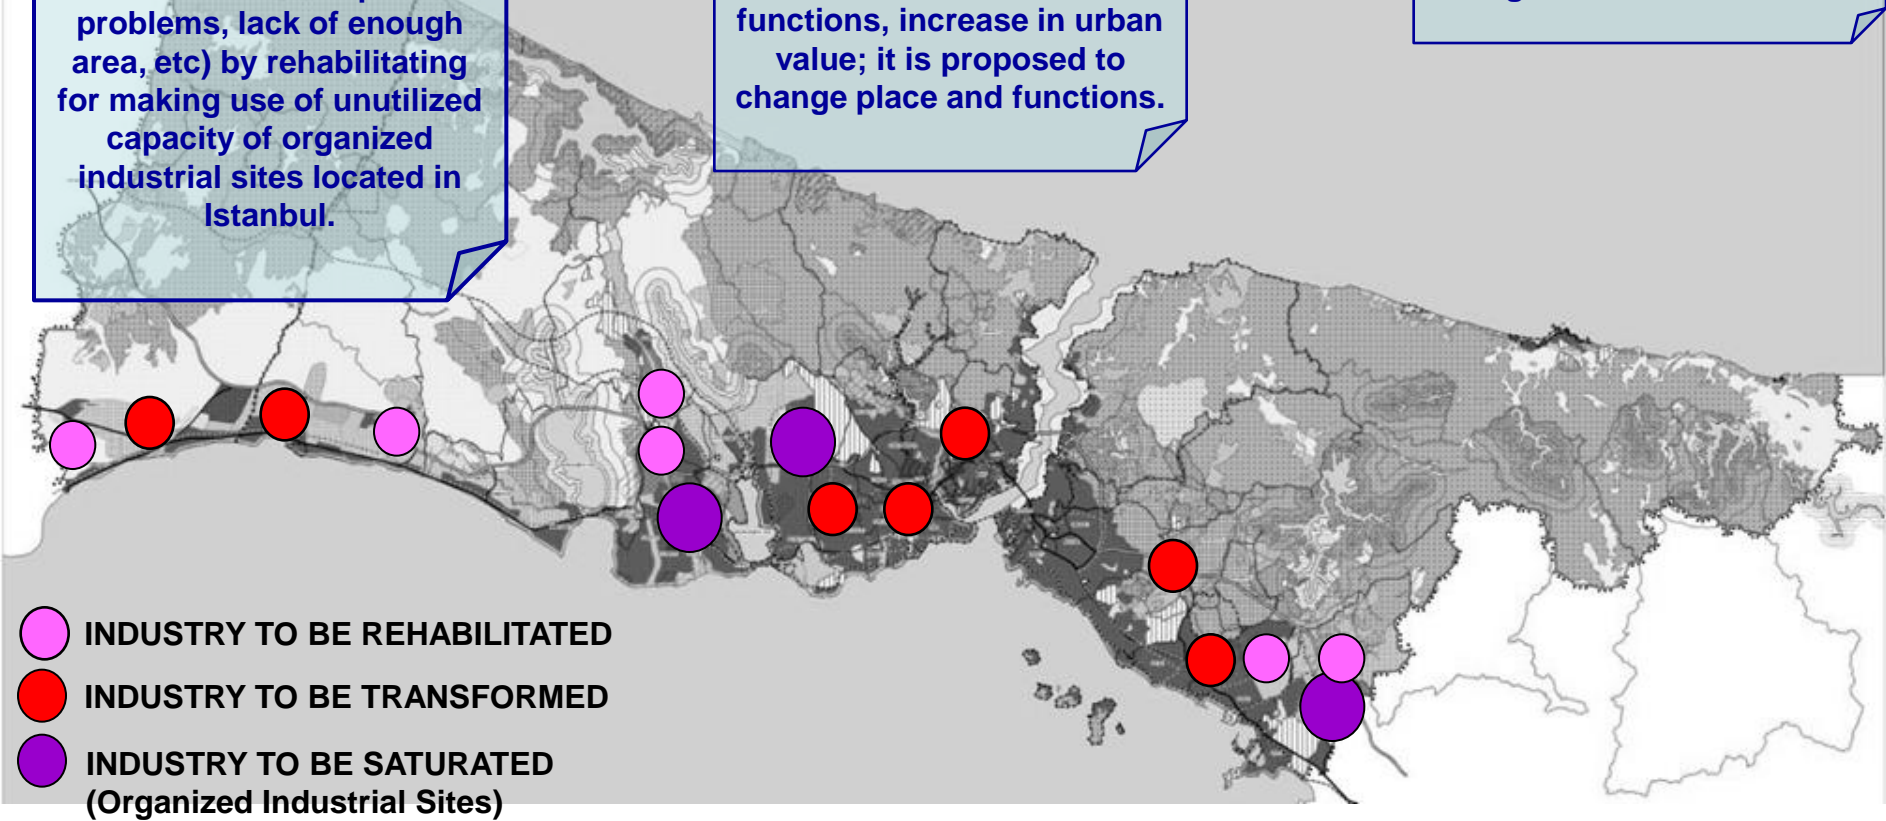 problems, lack of enough
area, etc) by rehabilitating
for making use of unutilized
capacity of organized
industrial sites located in
Istanbul.
functions, increase in urban
value; it is proposed to
change place and functions.
INDUSTRY TO BE REHABILITATED
INDUSTRY TO BE TRANSFORMED
INDUSTRY TO BE SATURATED
(Organized Industrial Sites)